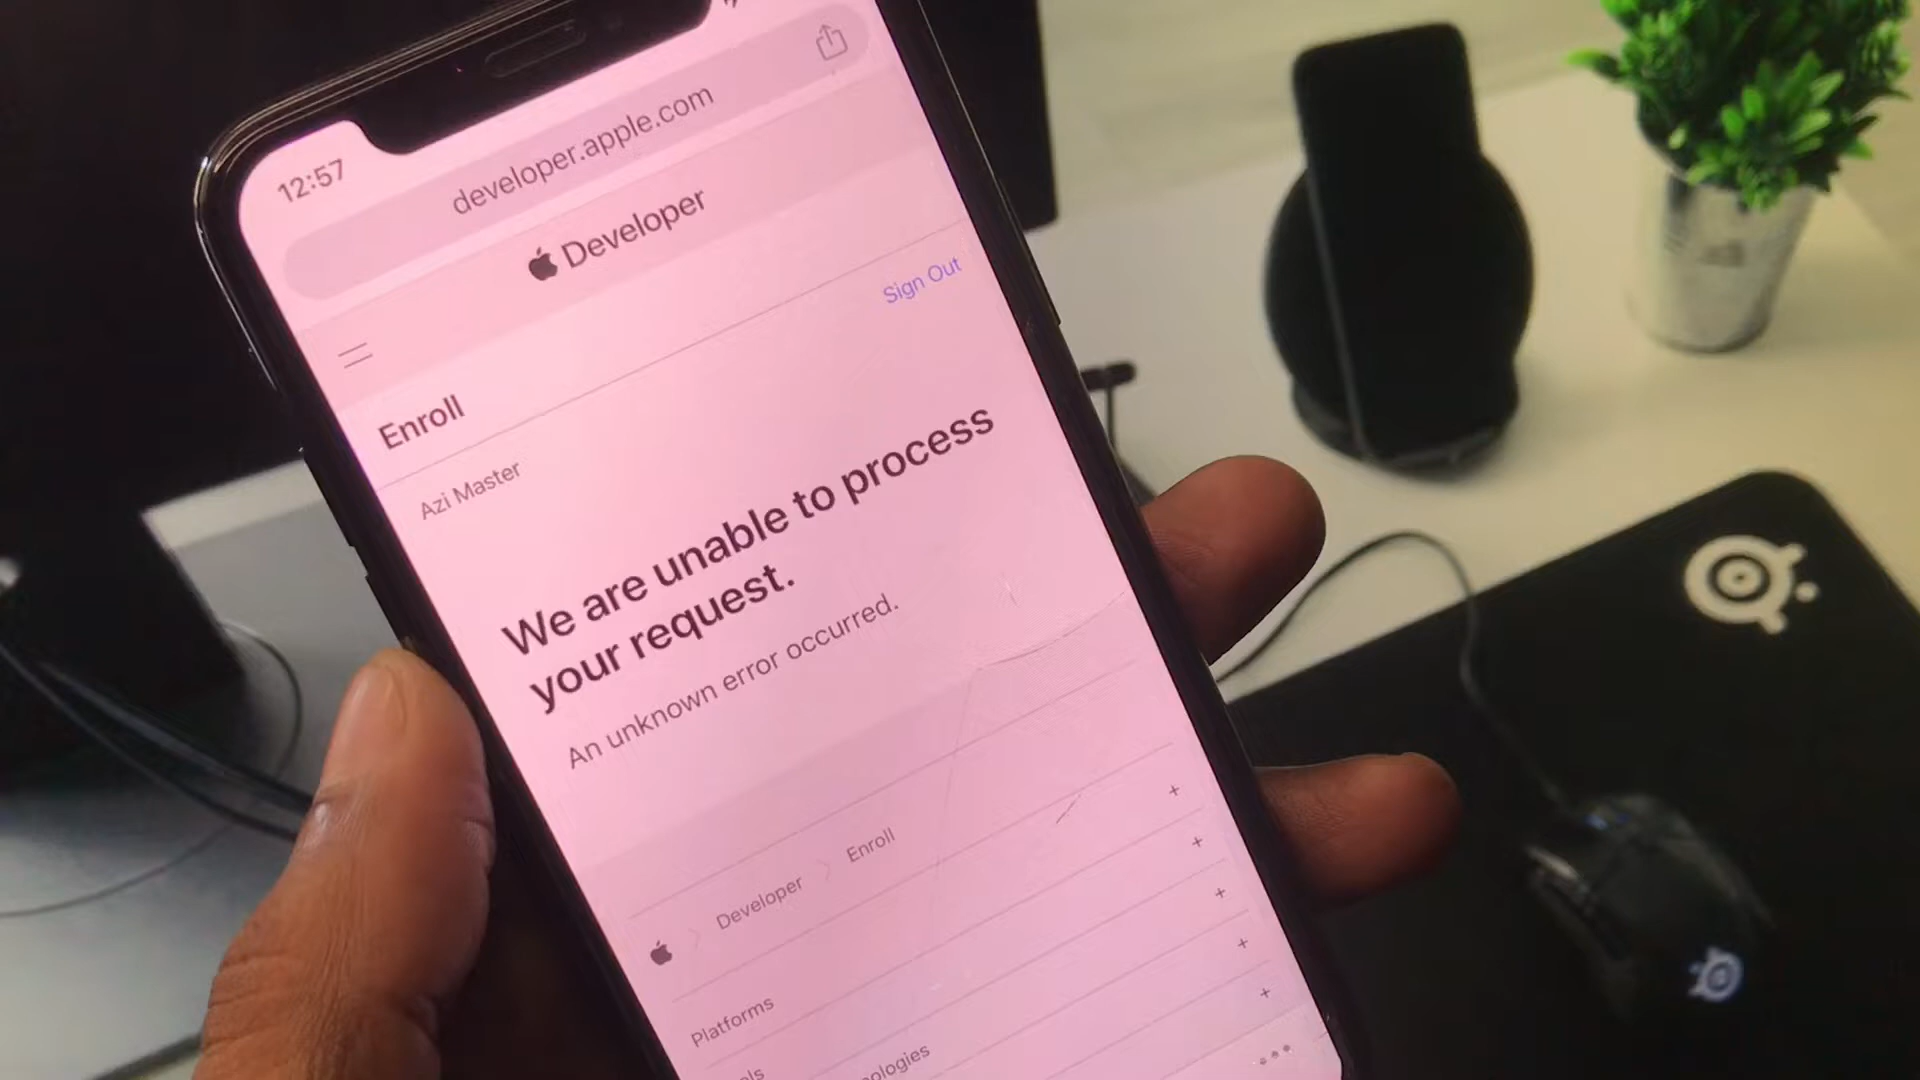 12:57
developer.apple.com
Developer
Sign Out
Enroll
Azi Master
We are unable to process
your request.
An unknown error occurred.
Developer
Enroll
Platforms